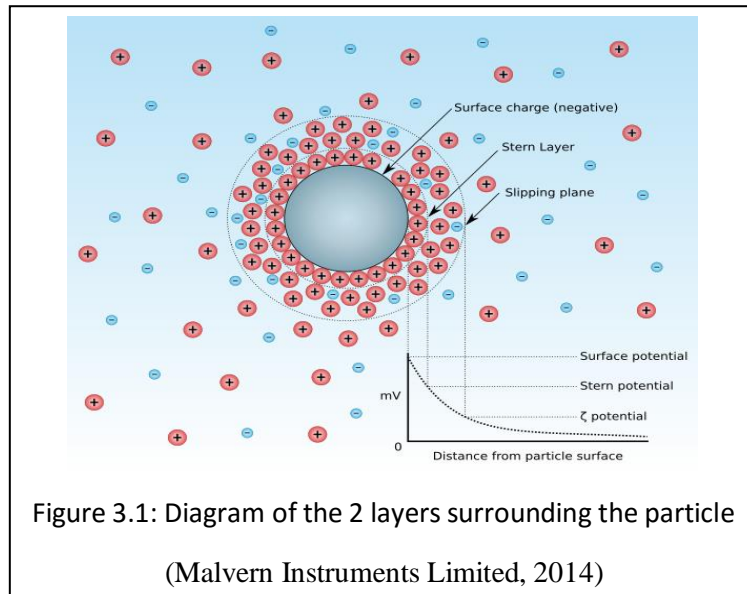 Surface charge (negative)
Stern Layer
Slipping plane
Surface potential
Stern potential
ζ potential
mV
0
Distance from particle surface
Figure 3.1: Diagram of the 2 layers surrounding the particle
(Malvern Instruments Limited, 2014)